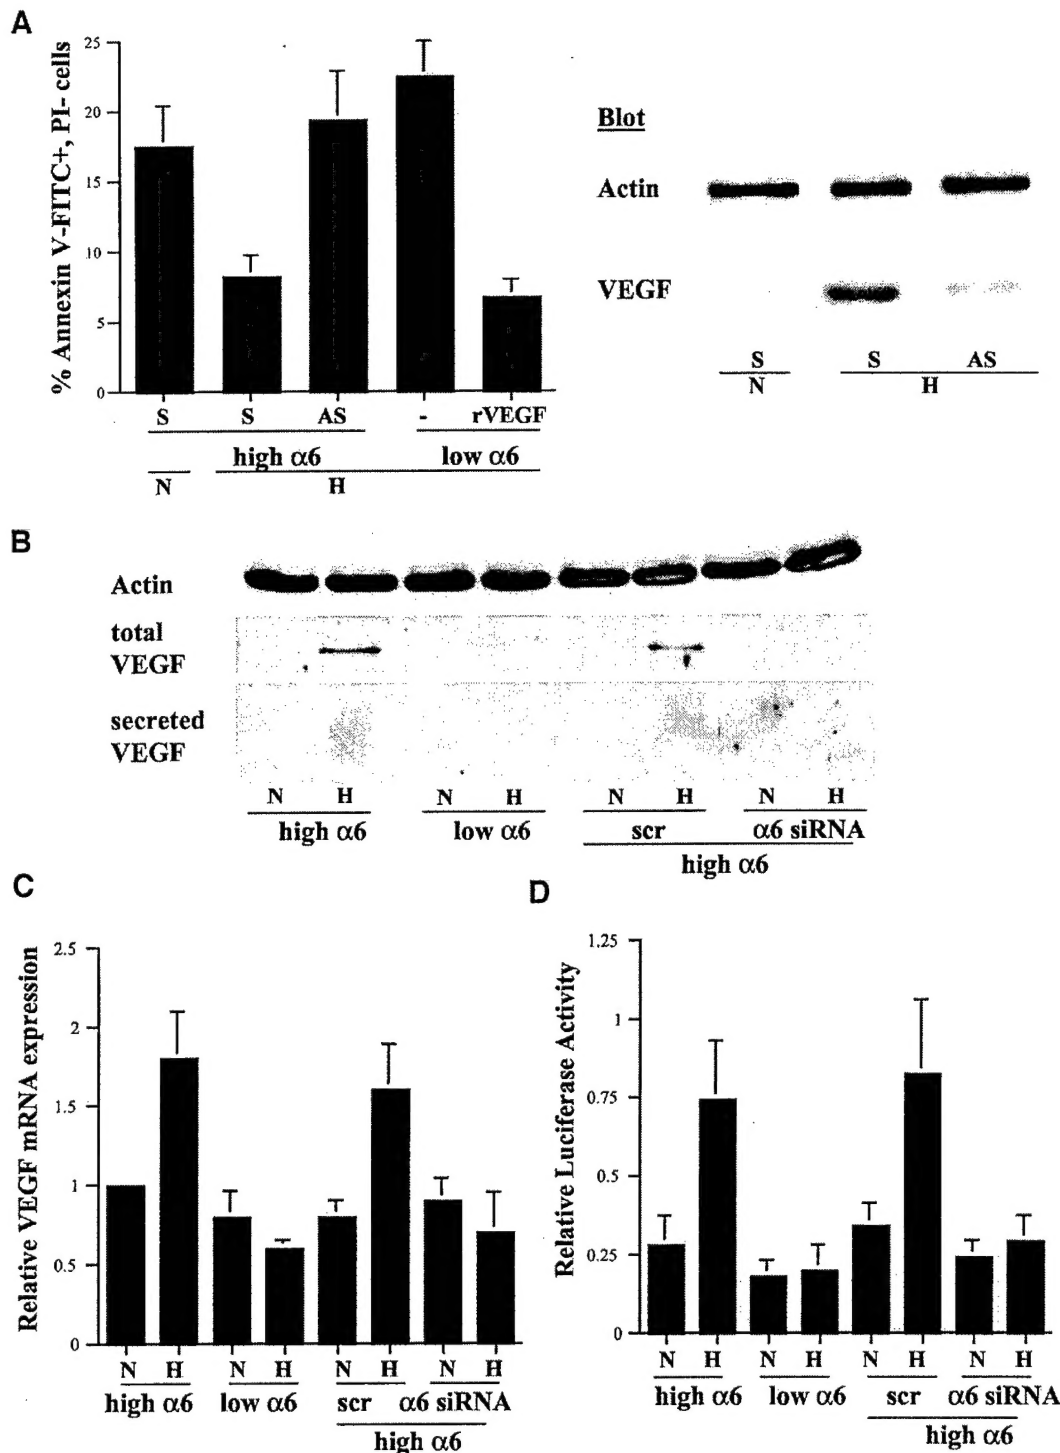 A
% Annexin V-FITC+, PI- cells
25
20
15
10
5
0
S S AS - rVEGF
high α6 low α6
N H
Blot
Actin
VEGF
S S AS
N H
B
Actin
total
VEGF
secreted
VEGF
N H N H N H N H
high α6 low α6 scr α6 siRNA
high α6
C
Relative VEGF mRNA expression
2.5
2
1.5
1
0.5
0
N H N H N H N H
high α6 low α6 scr α6 siRNA
high α6
D
Relative Luciferase Activity
1.25
1
0.75
0.5
0.25
0
N H N H N H N H
high α6 low α6 scr α6 siRNA
high α6